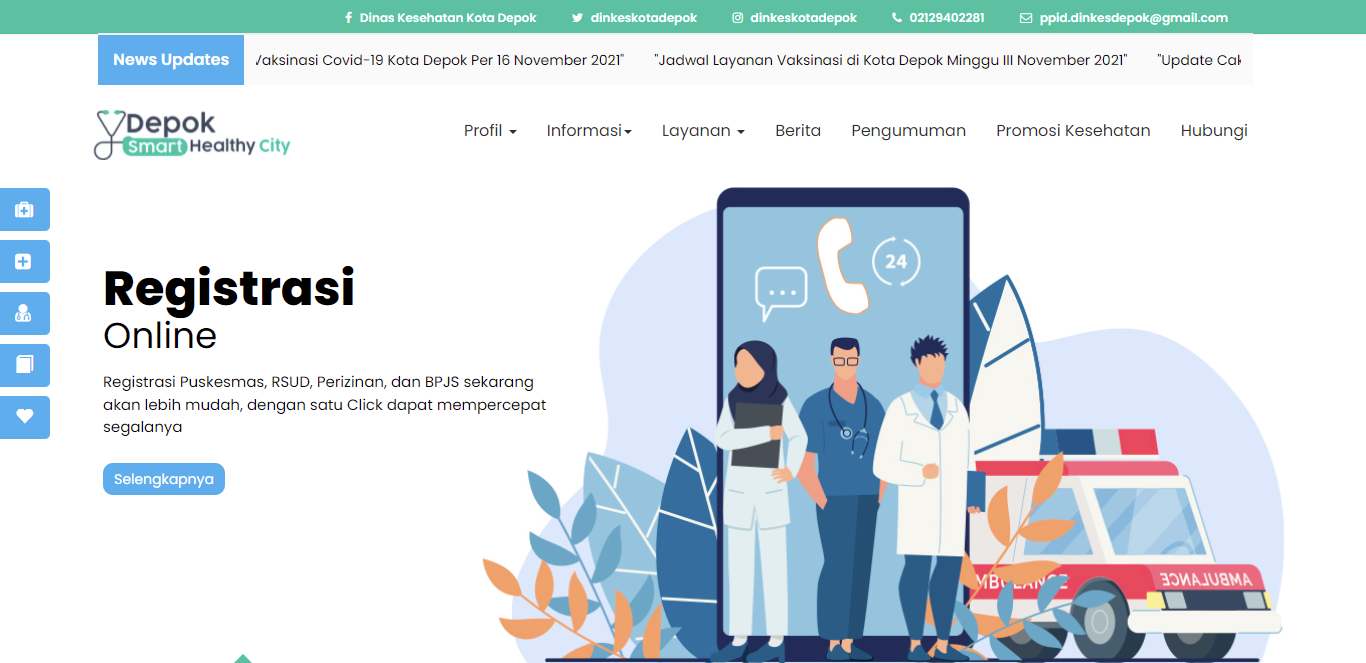 Dinas Kesehatan Kota Depok dinkeskotadepok dinkeskotadepok 02129402281 ppid.dinkesdepok@gmail.com
News Updates Vaksinasi Covid-19 Kota Depok Per 16 November 2021" "Jadwal Layanan Vaksinasi di Kota Depok Minggu III November 2021" "Update Cak
Depok
Smart Healthy City
Profil Informasi Layanan Berita Pengumuman Promosi Kesehatan Hubungi
24
Registrasi
Online
Registrasi Puskesmas, RSUD, Perizinan, dan BPJS sekarang
akan lebih mudah, dengan satu Click dapat mempercepat
segalanya
Selengkapnya
AMBULANCE